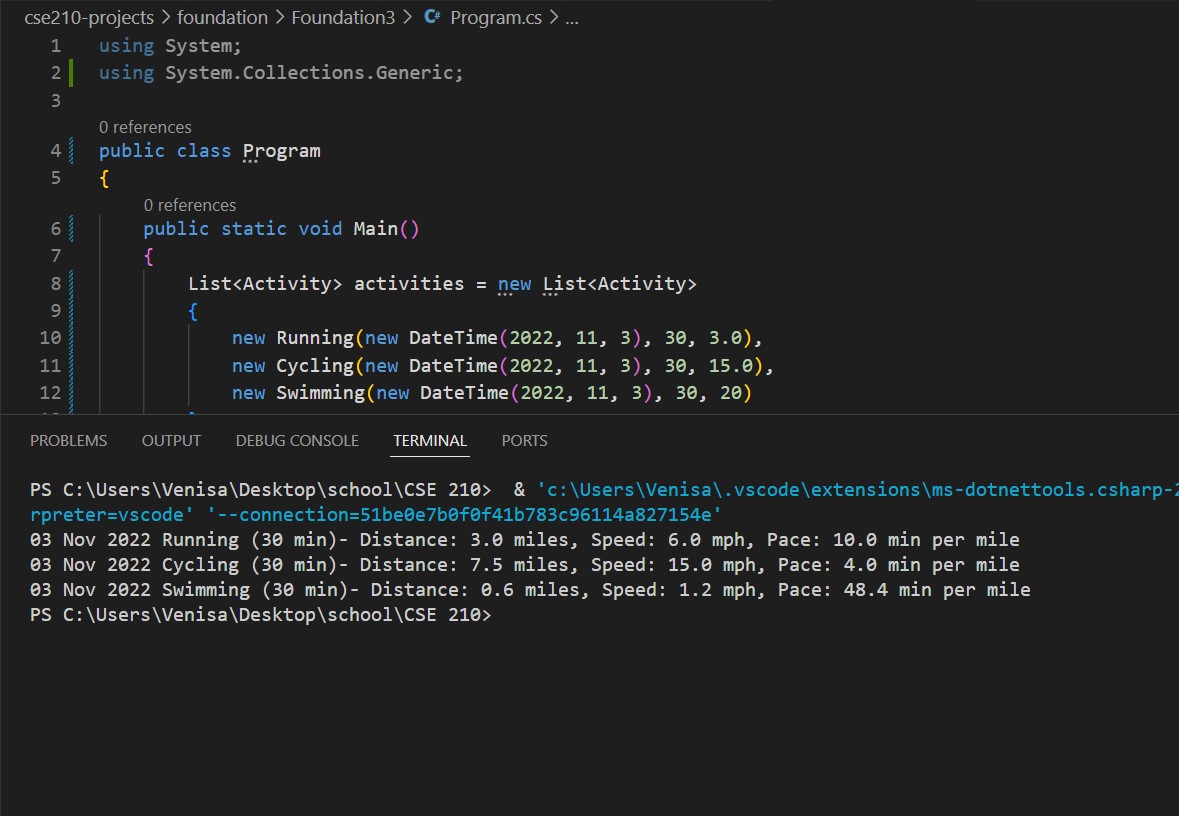 cse210-projects > foundation > Foundation3 > C# Program.cs > ...
1 using System;
2 using System.Collections.Generic;
3
0 references
4 public class Program
5 {
0 references
6 public static void Main()
7 {
8 List<Activity> activities = new List<Activity>
9 {
10 new Running(new DateTime(2022, 11, 3), 30, 3.0),
11 new Cycling(new DateTime(2022, 11, 3), 30, 15.0),
12 new Swimming(new DateTime(2022, 11, 3), 30, 20)
PROBLEMS OUTPUT DEBUG CONSOLE TERMINAL PORTS
PS C:\Users\Venisa\Desktop\school\CSE 210>  & 'c:\Users\Venisa\.vscode\extensions\ms-dotnettools.csharp-2
rpreter=vscode' '--connection=51be0e7b0f0f41b783c96114a827154e'
03 Nov 2022 Running (30 min)- Distance: 3.0 miles, Speed: 6.0 mph, Pace: 10.0 min per mile
03 Nov 2022 Cycling (30 min)- Distance: 7.5 miles, Speed: 15.0 mph, Pace: 4.0 min per mile
03 Nov 2022 Swimming (30 min)- Distance: 0.6 miles, Speed: 1.2 mph, Pace: 48.4 min per mile
PS C:\Users\Venisa\Desktop\school\CSE 210>